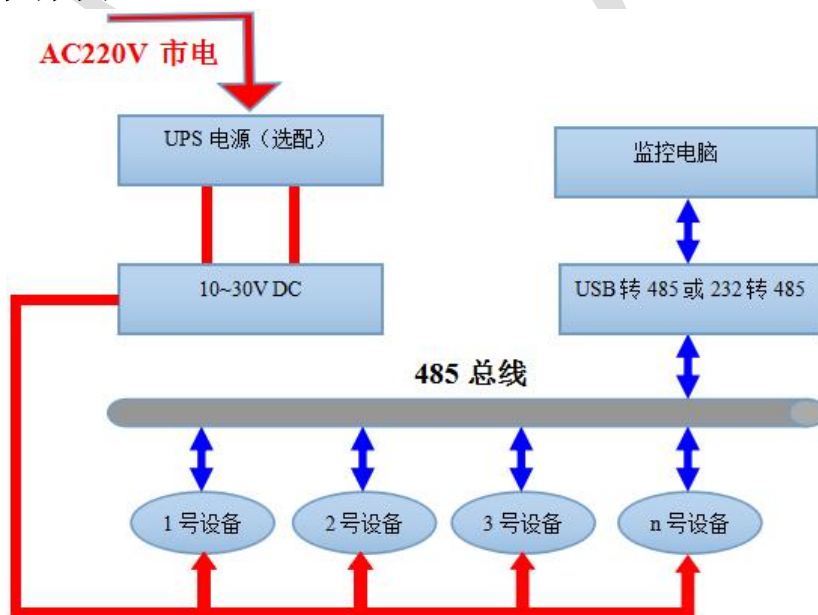 AC220V 市电
UPS 电源（选配）
监控电脑
10~30V DC
USB 转 485 或 232 转 485
485 总线
1 号设备
2 号设备
3 号设备
n 号设备